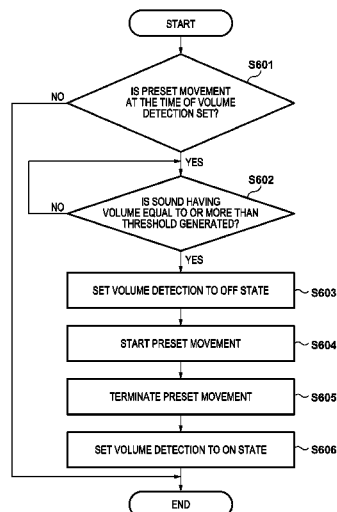 START
S601
IS PRESET MOVEMENT
AT THE TIME OF VOLUME
DETECTION SET?
NO
YES
S602
IS SOUND HAVING
VOLUME EQUAL TO OR MORE THAN
THRESHOLD GENERATED?
NO
YES
SET VOLUME DETECTION TO OFF STATE
S603
START PRESET MOVEMENT
S604
TERMINATE PRESET MOVEMENT
S605
SET VOLUME DETECTION TO ON STATE
S606
END